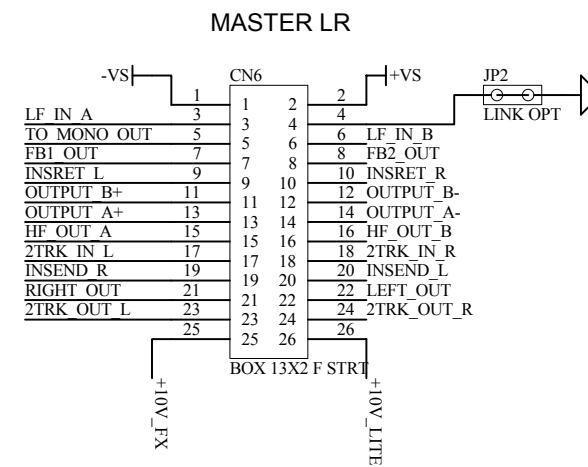 MASTER LR
-VS CN6 +VS JP2
1 1 2 2
LF_IN_A 3 3 4 4 LINK OPT
TO_MONO_OUT 5 5 6 6 LF_IN_B
FB1_OUT 7 7 8 8 FB2_OUT
INSRET_L 9 9 10 10 INSRET_R
OUTPUT_B+ 11 11 12 12 OUTPUT_B-
OUTPUT_A+ 13 13 14 14 OUTPUT_A-
HF_OUT_A 15 15 16 16 HF_OUT_B
2TRK_IN_L 17 17 18 18 2TRK_IN_R
INSEND_R 19 19 20 20 INSEND_L
RIGHT_OUT 21 21 22 22 LEFT_OUT
2TRK_OUT_L 23 23 24 24 2TRK_OUT_R
25 25 26 26
BOX 13X2 F STRT
+10V_FX
+10V_LITE